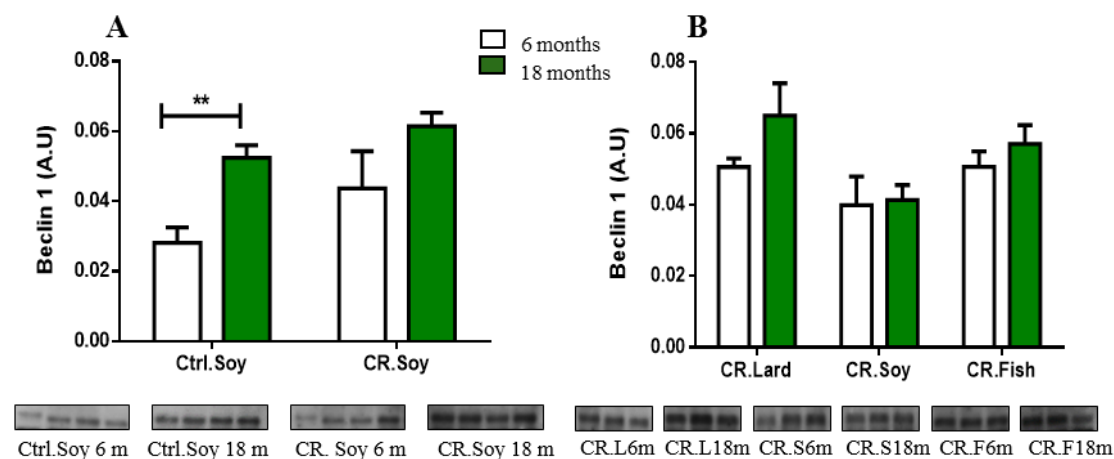 A
B
6 months
18 months
0.08
0.06
0.04
0.02
0.00
Beclin 1 (A.U)
**
Ctrl.Soy CR.Soy
0.08
0.06
0.04
0.02
0.00
Beclin 1 (A.U)
CR.Lard CR.Soy CR.Fish
Ctrl.Soy 6 m Ctrl.Soy 18 m CR. Soy 6 m CR.Soy 18 m CR.L6m CR.L18m CR.S6m CR.S18m CR.F6m CR.F18m